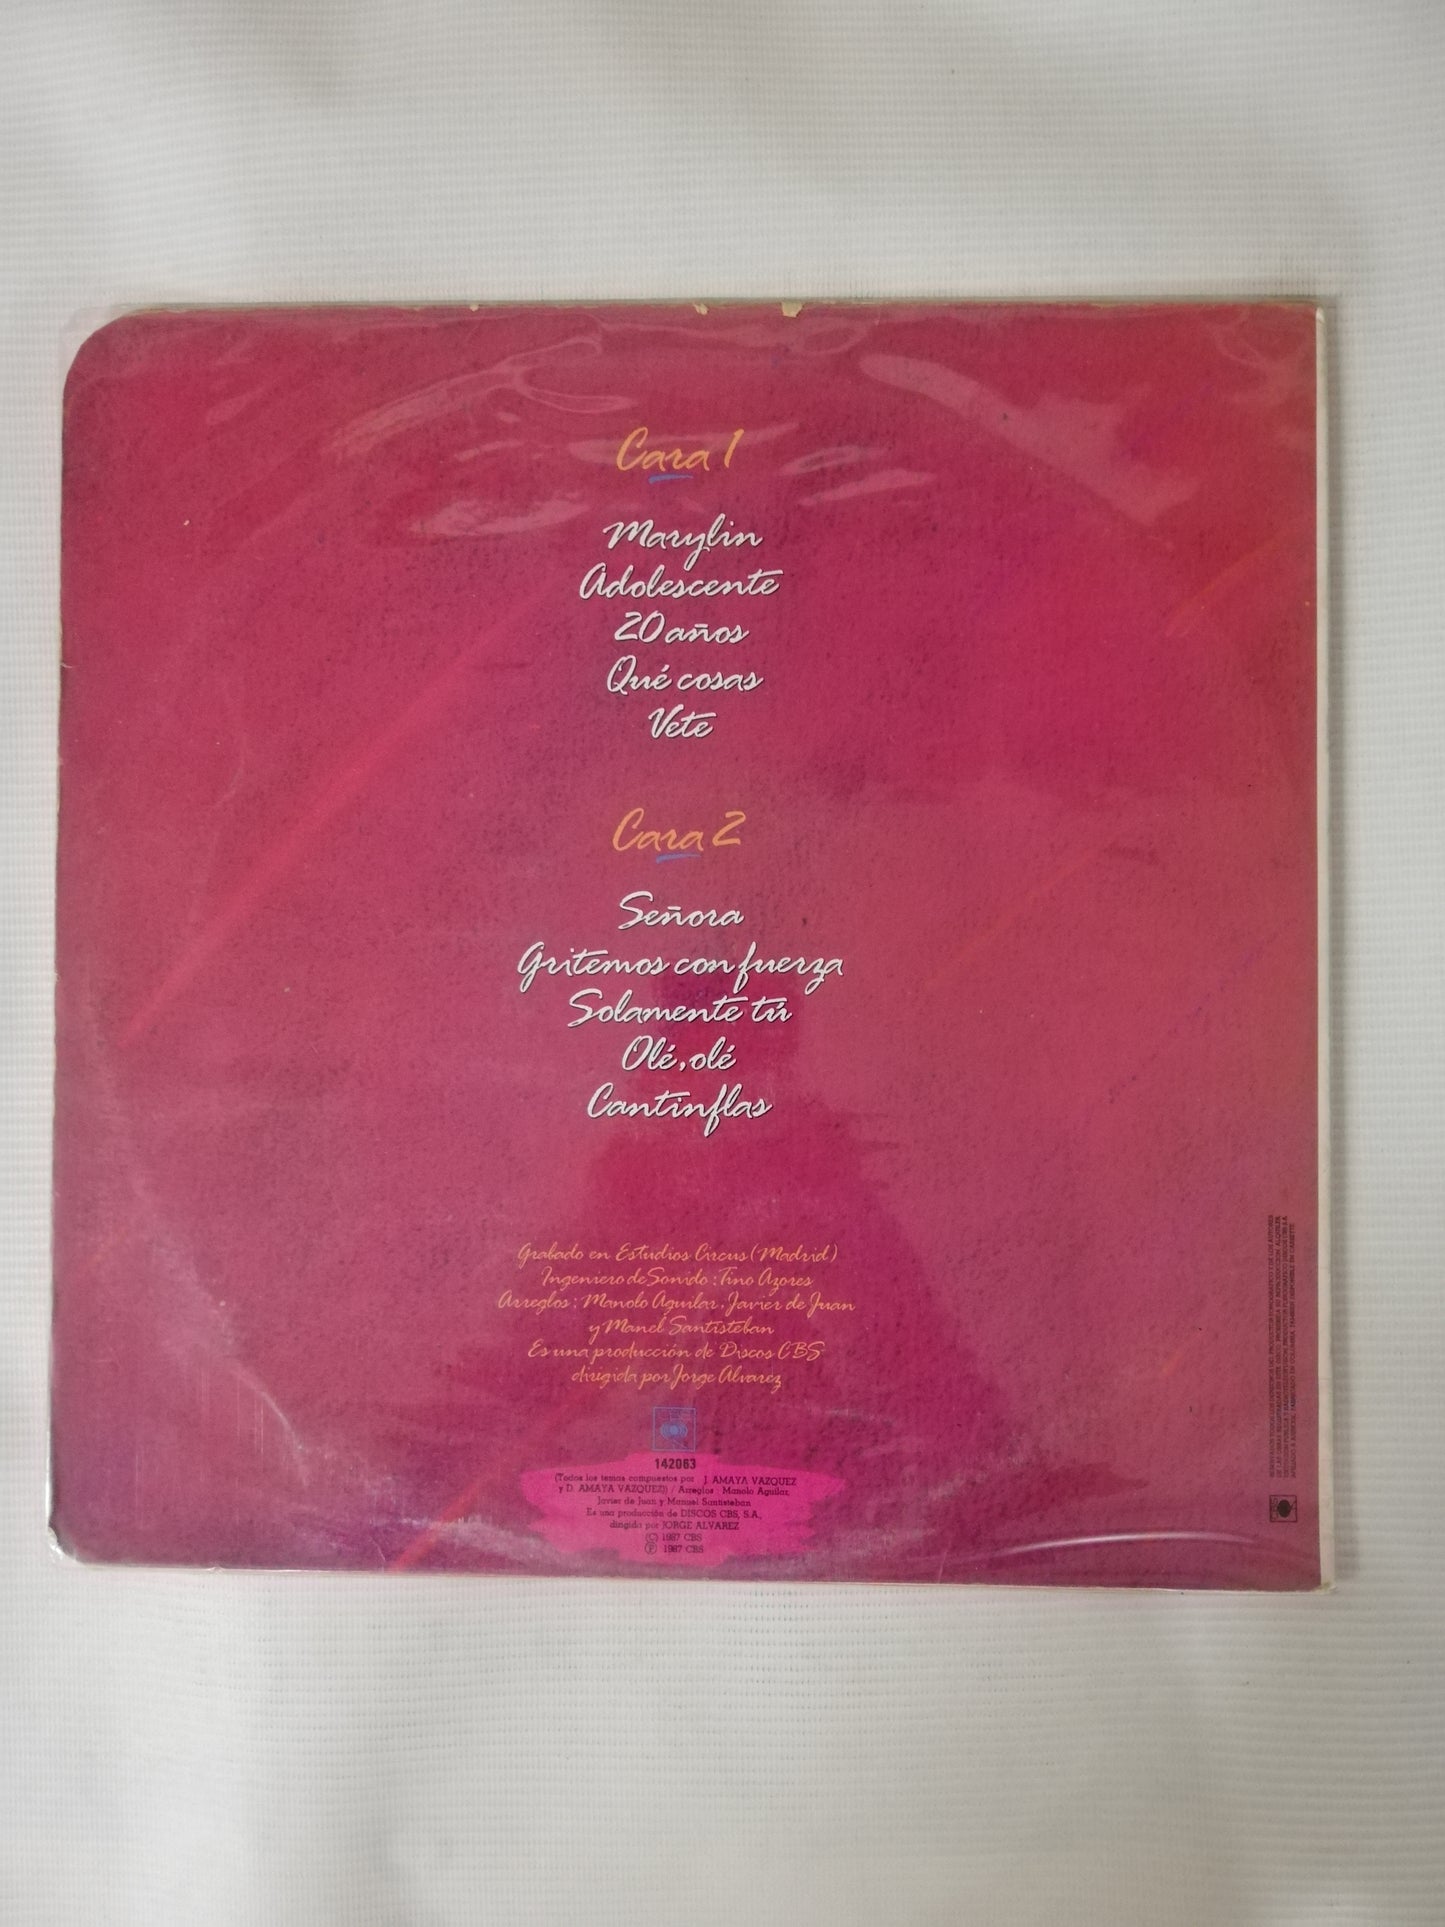 Cara 1
Marylin
Adolescente
20 años
Qué cosas
Vete
Cara 2
Señora
Gritemos con fuerza
Solamente tú
Olé, olé
Cantinflas
Grabado en Estudios Circus (Madrid)
Ingeniero de Sonido : Tino Azores
Arreglos : Manolo Aguilar, Javier de Juan
y Manel Santisteban
Es una producción de Discos CBS
dirigida por Jorge Alvarez
CBS
142063
(Todos los temas compuestos por J. AMAYA VAZQUEZ
y D. AMAYA VAZQUEZ)) / Arreglos : Manolo Aguilar,
Javier de Juan y Manuel Santisteban
Es una producción de DISCOS CBS, S.A.,
dirigida por JORGE ALVAREZ
© 1987 CBS
℗ 1987 CBS